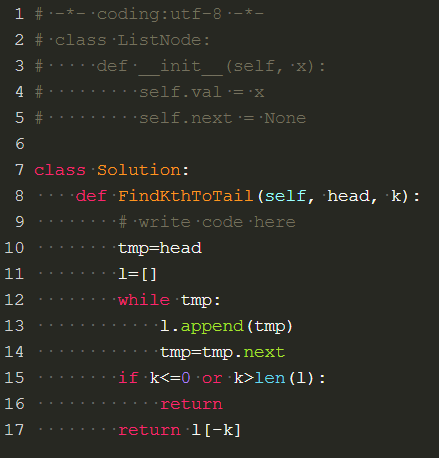 1 # -*- coding:utf-8 -*-
2 # class ListNode:
3 #     def __init__(self, x):
4 #         self.val = x
5 #         self.next = None
6
7 class Solution:
8     def FindKthToTail(self, head, k):
9         # write code here
10         tmp=head
11         l=[]
12         while tmp:
13             l.append(tmp)
14             tmp=tmp.next
15         if k<=0 or k>len(l):
16             return
17         return l[-k]